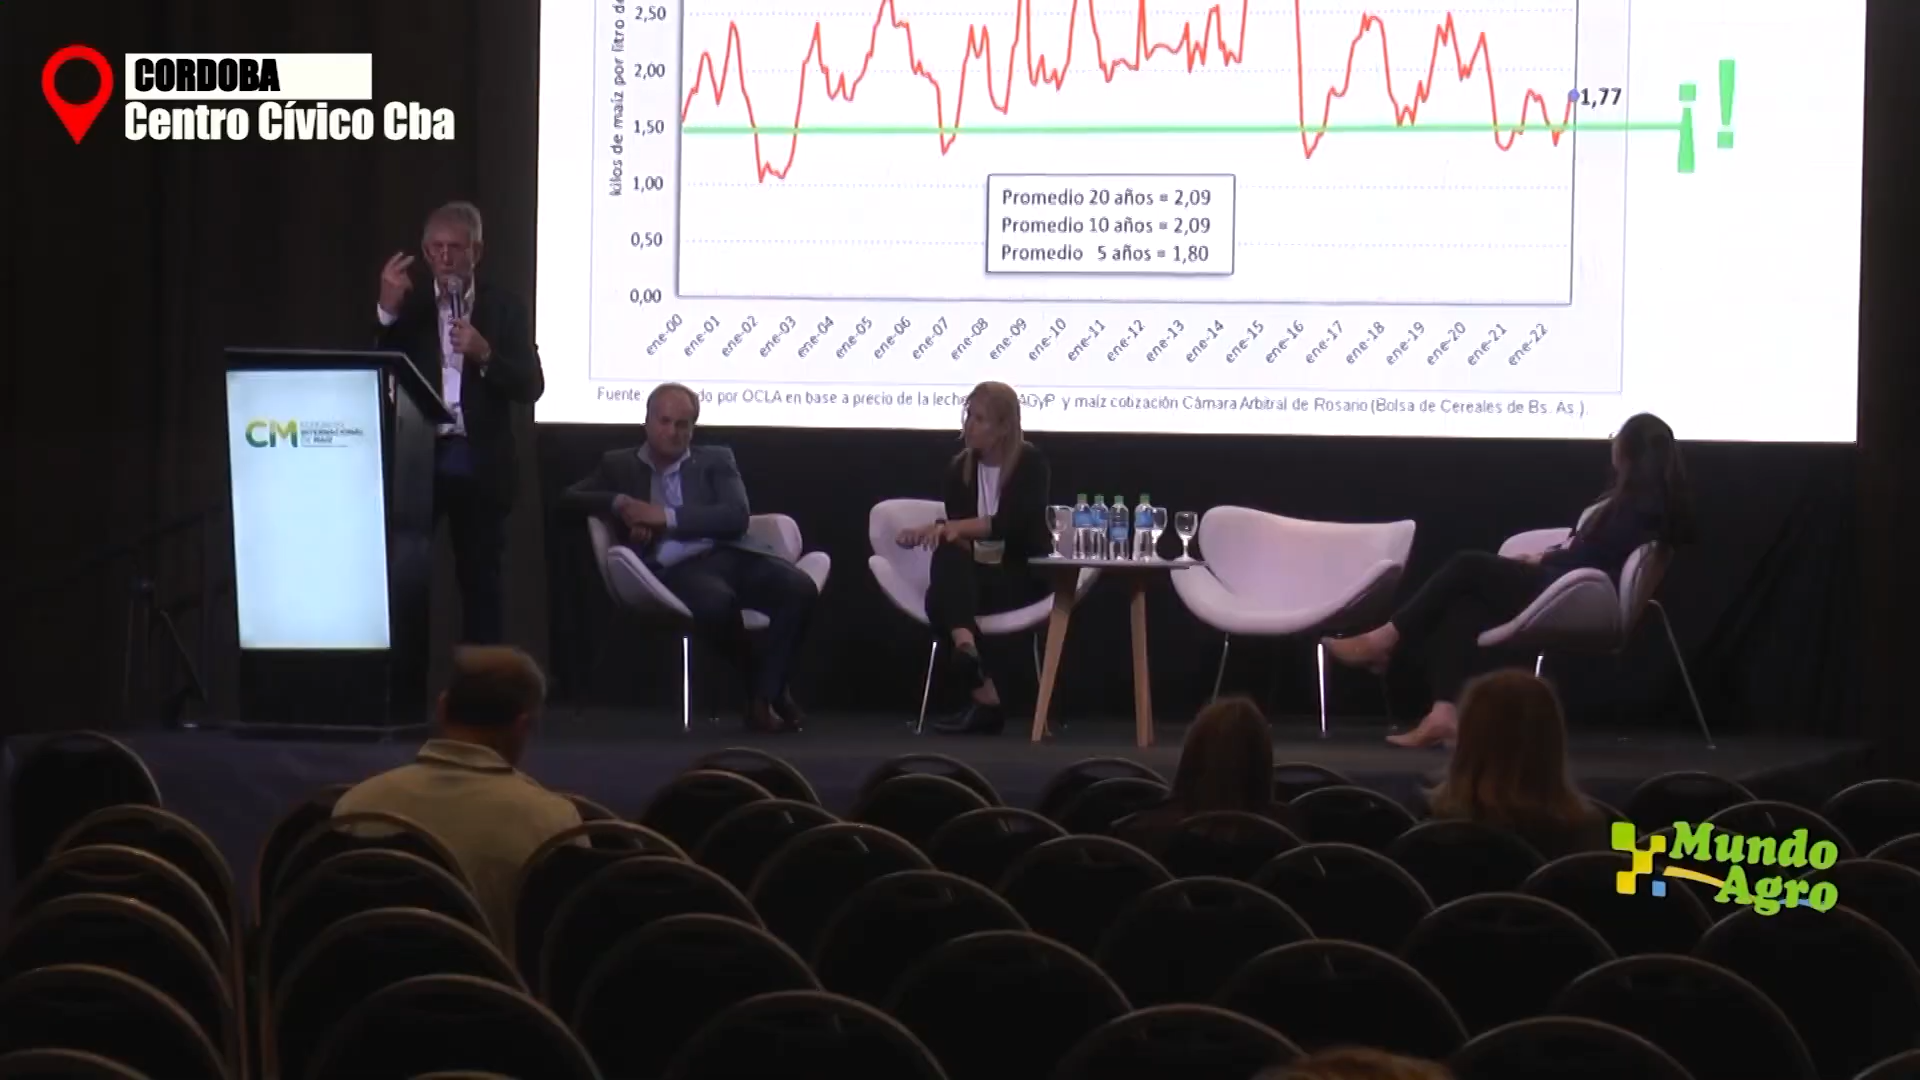 CORDOBA
Centro Cívico Cba
kilos de maíz por litro de
2,50
2,00
1,50
1,00
0,50
0,00
1,77
¡!
Promedio 20 años = 2,09
Promedio 10 años = 2,09
Promedio 5 años = 1,80
ene-00 ene-01 ene-02 ene-03 ene-04 ene-05 ene-06 ene-07 ene-08 ene-09 ene-10 ene-11 ene-12 ene-13 ene-14 ene-15 ene-16 ene-17 ene-18 ene-19 ene-20 ene-21 ene-22
Fuente do por OCLA en base a precio de la leche AGyP y maíz cotización Cámara Arbitral de Rosario (Bolsa de Cereales de Bs. As.).
CM
INTERNACIONAL
DE MAÍZ
Mundo
Agro